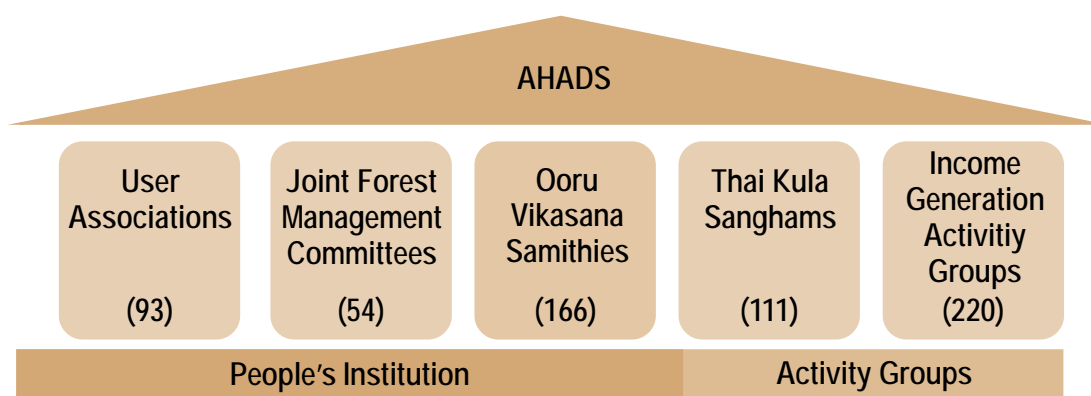 AHADS
User
Associations
(93)
Joint Forest
Management
Committees
(54)
Ooru
Vikasana
Samithies
(166)
Thai Kula
Sanghams
(111)
Income
Generation
Activitiy
Groups
(220)
People’s Institution
Activity Groups